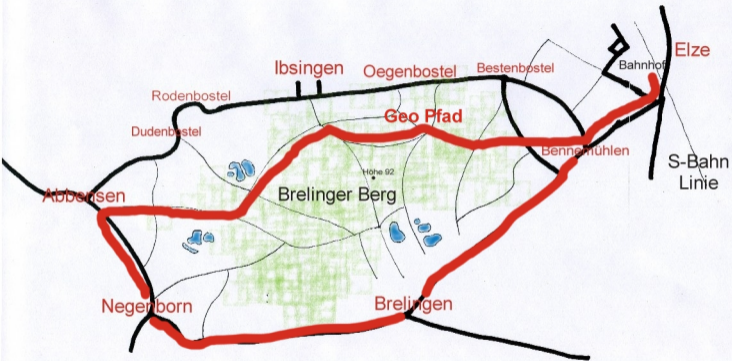 Elze
Bahnhof
Ibsingen
Oegenbostel
Bestenbostel
Rodenbostel
Geo Pfad
Dudenbostel
Bennemühlen
S-Bahn
Linie
Höhe 92
Brelinger Berg
Abbensen
Negenborn
Brelingen